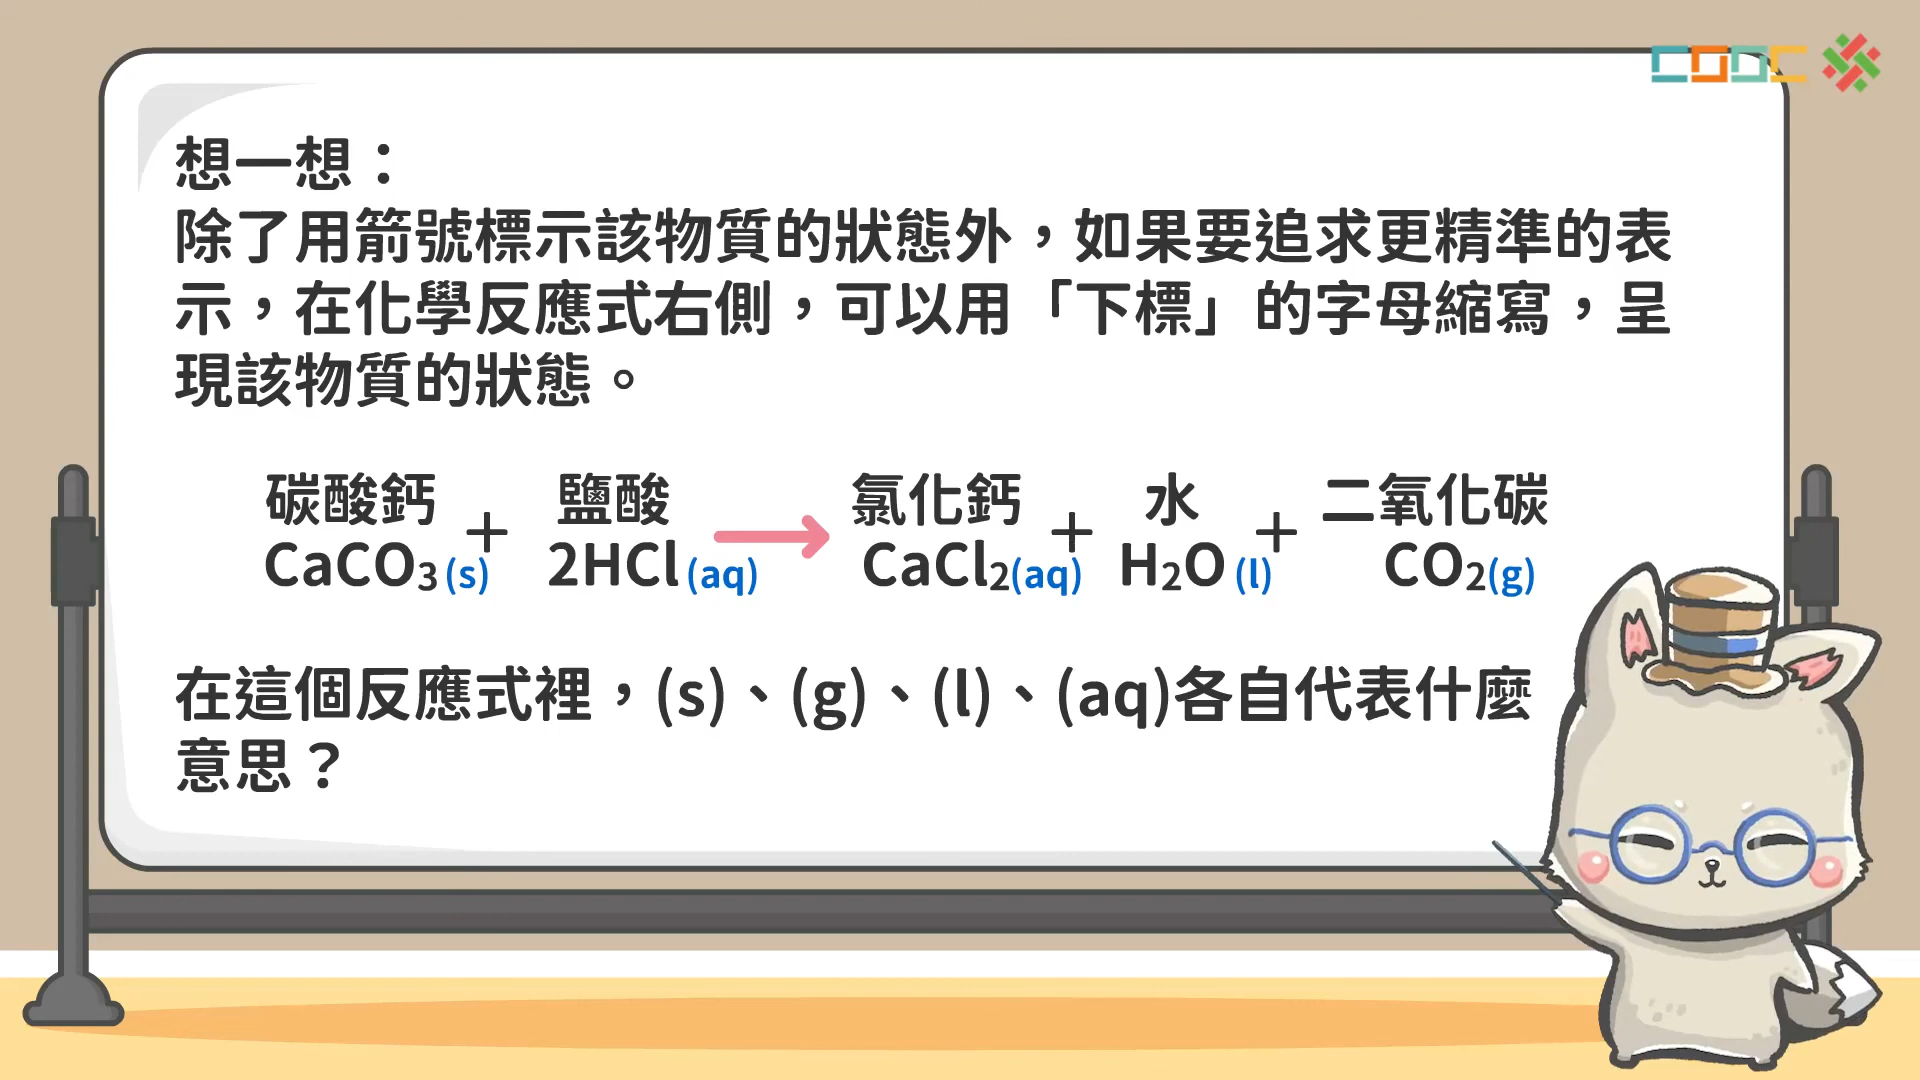 想一想：
除了用箭號標示該物質的狀態外，如果要追求更精準的表
示，在化學反應式右側，可以用「下標」的字母縮寫，呈
現該物質的狀態。
碳酸鈣 + 鹽酸 → 氯化鈣 + 水 + 二氧化碳
CaCO₃(s) 2HCl(aq) CaCl₂(aq) H₂O(l) CO₂(g)
在這個反應式裡，(s)、(g)、(l)、(aq)各自代表什麼
意思？